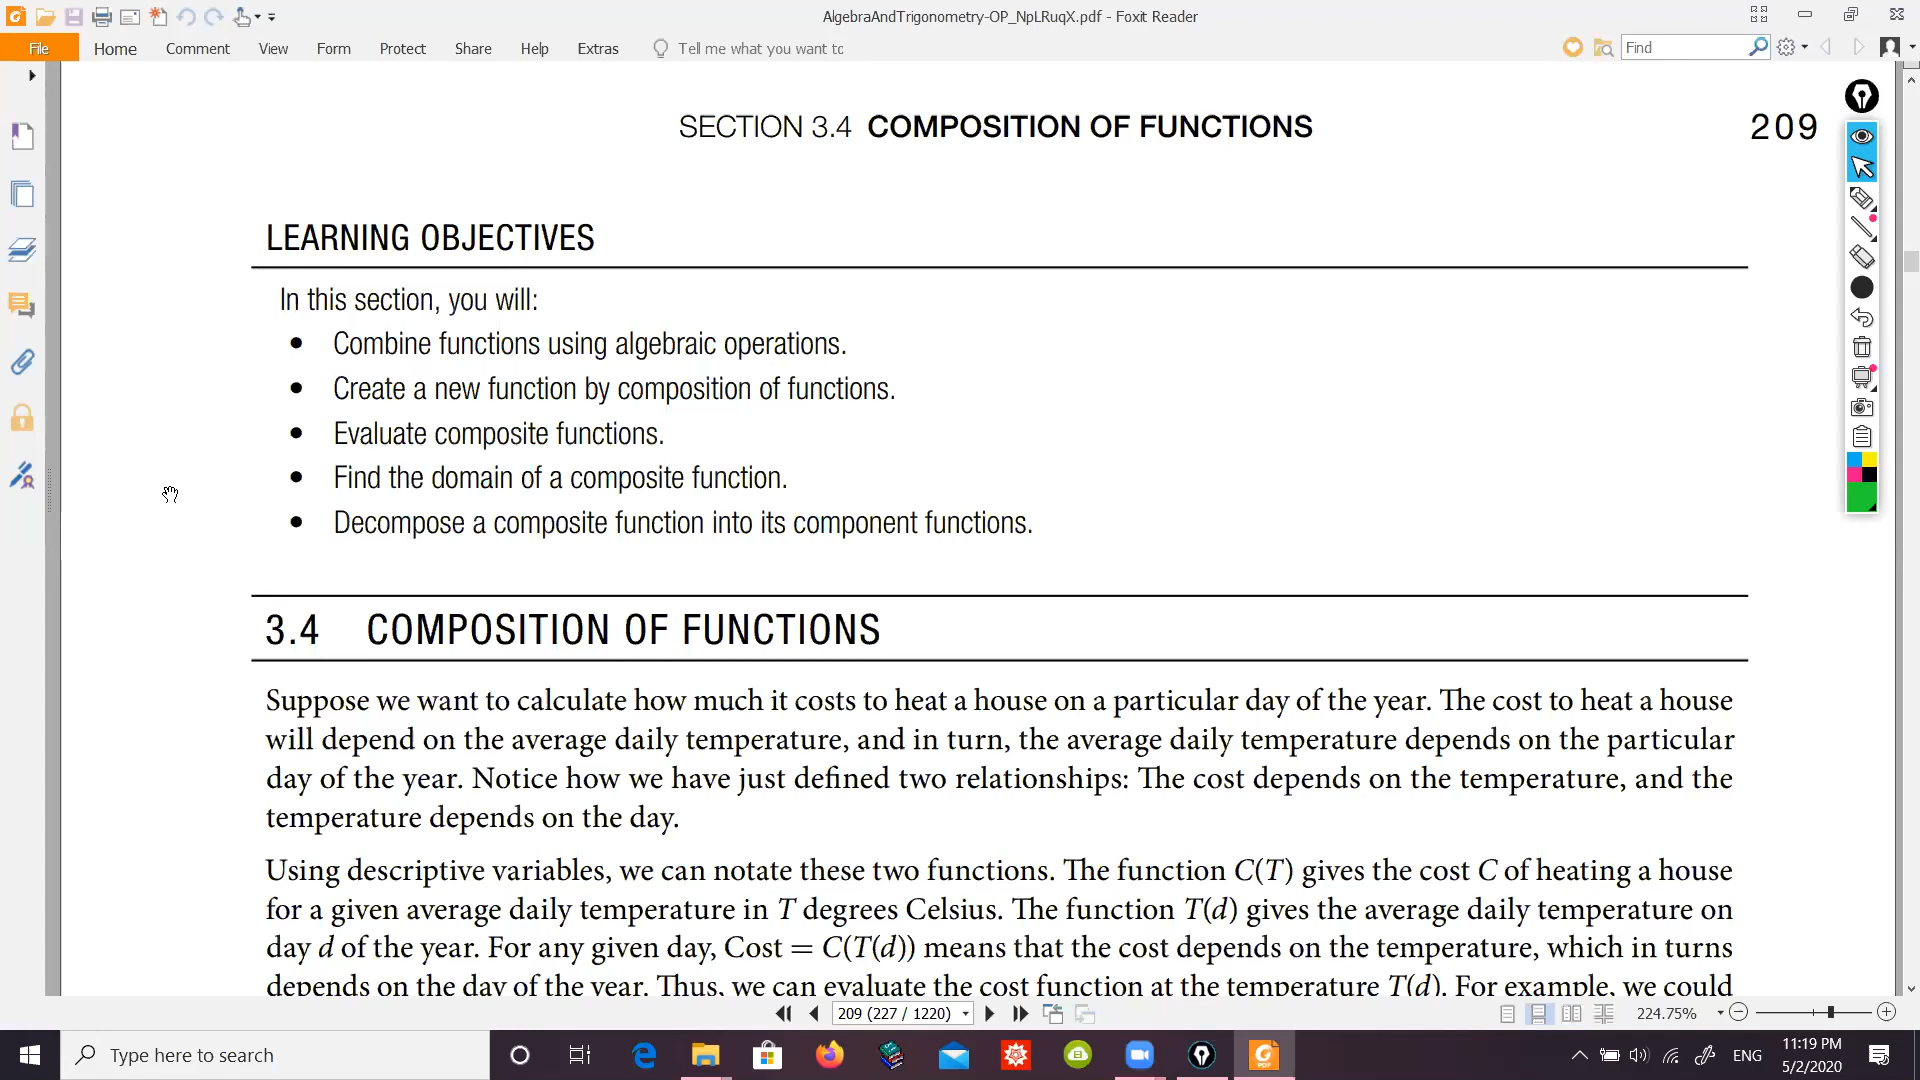 AlgebraAndTrigonometry-OP_NpLRuqX.pdf - Foxit Reader
File Home Comment View Form Protect Share Help Extras Tell me what you want to Find
SECTION 3.4 COMPOSITION OF FUNCTIONS 209
LEARNING OBJECTIVES
In this section, you will:
• Combine functions using algebraic operations.
• Create a new function by composition of functions.
• Evaluate composite functions.
• Find the domain of a composite function.
• Decompose a composite function into its component functions.
3.4 COMPOSITION OF FUNCTIONS
Suppose we want to calculate how much it costs to heat a house on a particular day of the year. The cost to heat a house
will depend on the average daily temperature, and in turn, the average daily temperature depends on the particular
day of the year. Notice how we have just defined two relationships: The cost depends on the temperature, and the
temperature depends on the day.
Using descriptive variables, we can notate these two functions. The function C(T) gives the cost C of heating a house
for a given average daily temperature in T degrees Celsius. The function T(d) gives the average daily temperature on
day d of the year. For any given day, Cost = C(T(d)) means that the cost depends on the temperature, which in turns
depends on the day of the year. Thus, we can evaluate the cost function at the temperature T(d). For example, we could
209 (227 / 1220) 224.75%
Type here to search ENG 11:19 PM
5/2/2020